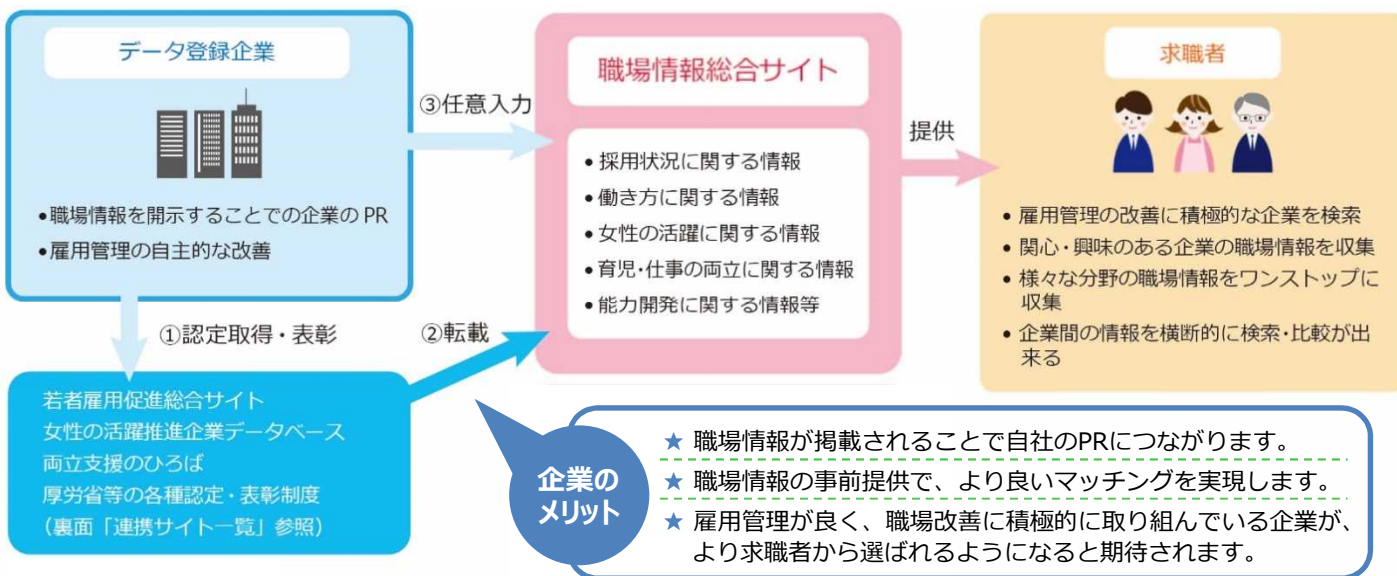 データ登録企業
•職場情報を開示することでの企業の PR
•雇用管理の自主的な改善
①認定取得・表彰
若者雇用促進総合サイト
女性の活躍推進企業データベース
両立支援のひろば
厚労省等の各種認定・表彰制度
(裏面「連携サイト一覧」参照)
②転載
③任意入力
職場情報総合サイト
• 採用状況に関する情報
• 働き方に関する情報
• 女性の活躍に関する情報
• 育児・仕事の両立に関する情報
• 能力開発に関する情報等
提供
求職者
• 雇用管理の改善に積極的な企業を検索
• 関心・興味のある企業の職場情報を収集
• 様々な分野の職場情報をワンストップに
収集
• 企業間の情報を横断的に検索・比較が出
来る
企業の
メリット
★ 職場情報が掲載されることで自社のPRにつながります。
★ 職場情報の事前提供で、より良いマッチングを実現します。
★ 雇用管理が良く、職場改善に積極的に取り組んでいる企業が、
より求職者から選ばれるようになると期待されます。